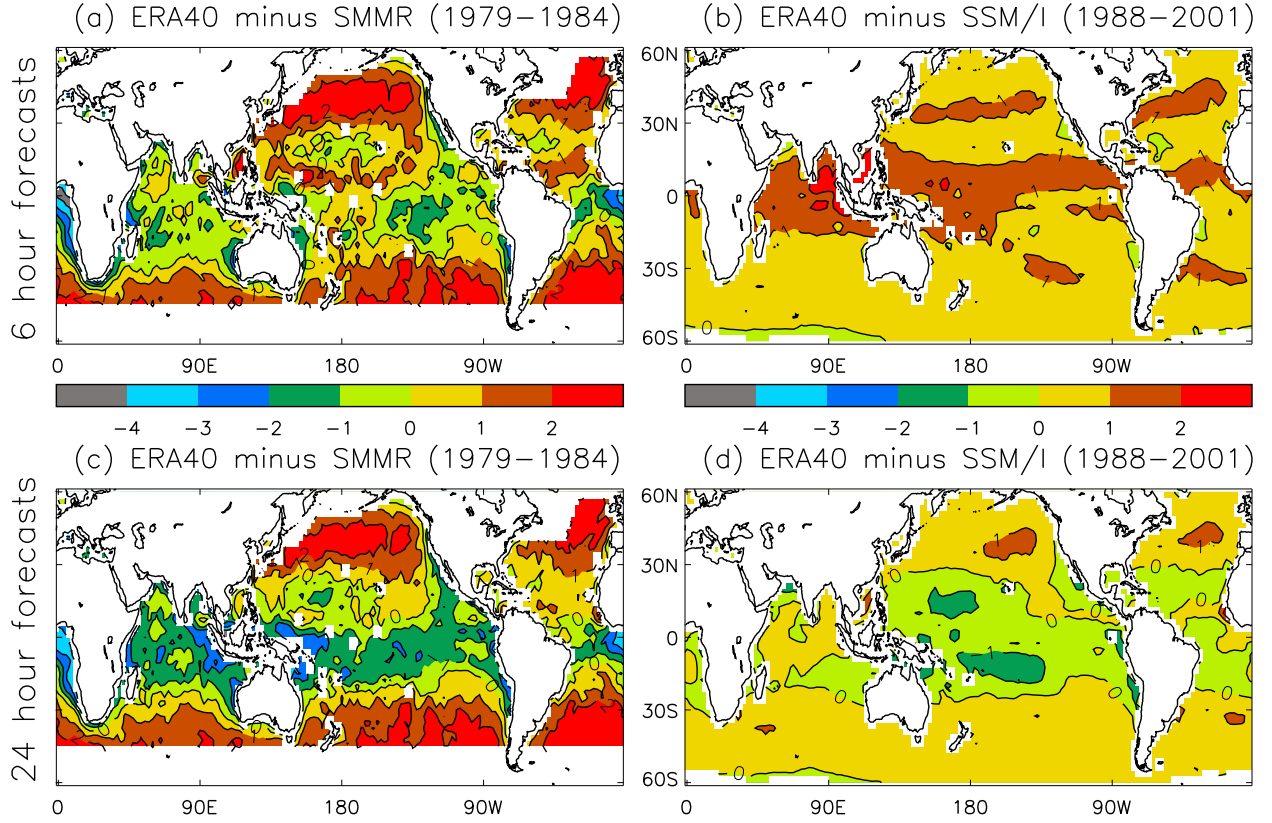 (a) ERA40 minus SMMR (1979−1984)
(b) ERA40 minus SSM/I (1988−2001)
6 hour forecasts
60N
30N
0
30S
60S
0 90E 180 90W
0 90E 180 90W
−4 −3 −2 −1 0 1 2
−4 −3 −2 −1 0 1 2
(c) ERA40 minus SMMR (1979−1984)
(d) ERA40 minus SSM/I (1988−2001)
24 hour forecasts
60N
30N
0
30S
60S
0 90E 180 90W
0 90E 180 90W